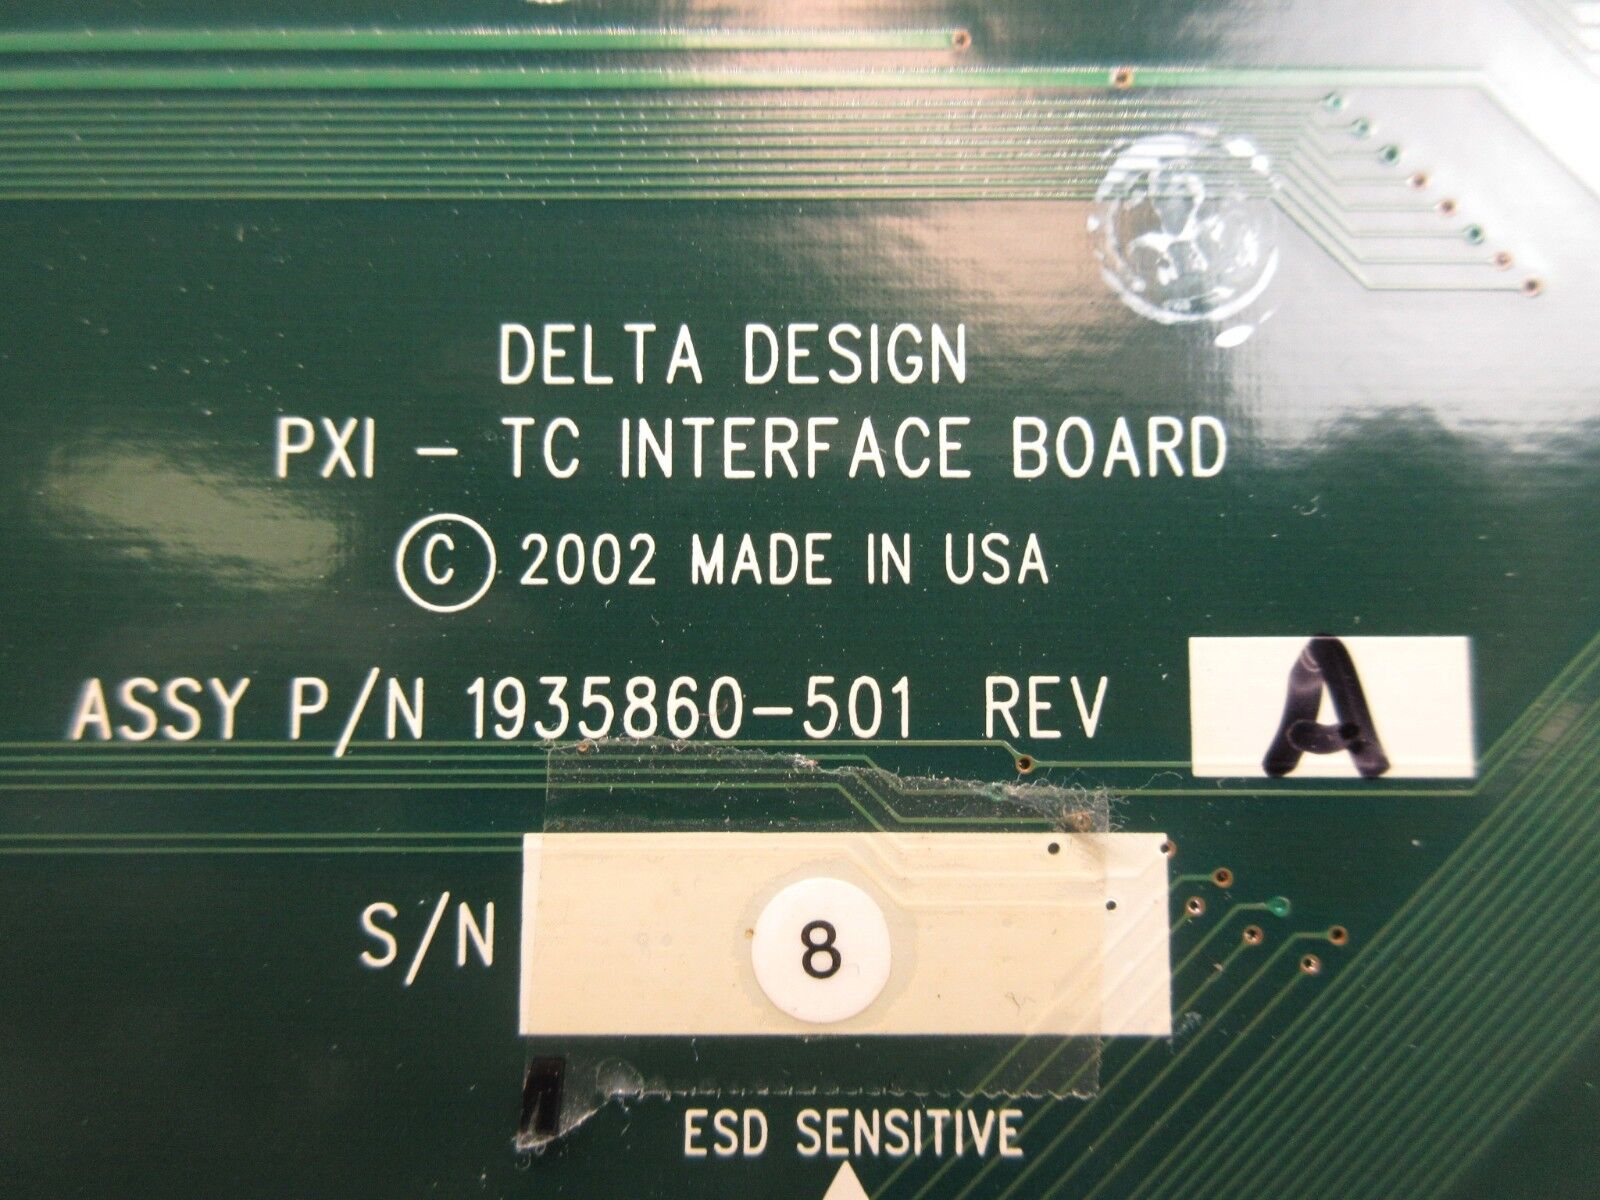 DELTA DESIGN
PXI - TC INTERFACE BOARD
© 2002 MADE IN USA
ASSY P/N 1935860-501 REV A
S/N 8
ESD SENSITIVE